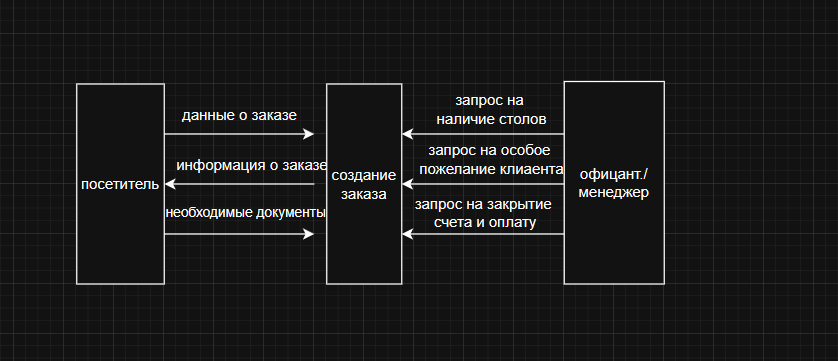 посетитель
данные о заказе
информация о заказе
необходимые документы
создание
заказа
запрос на
наличие столов
запрос на особое
пожелание клиаента
запрос на закрытие
счета и оплату
официант./
менеджер